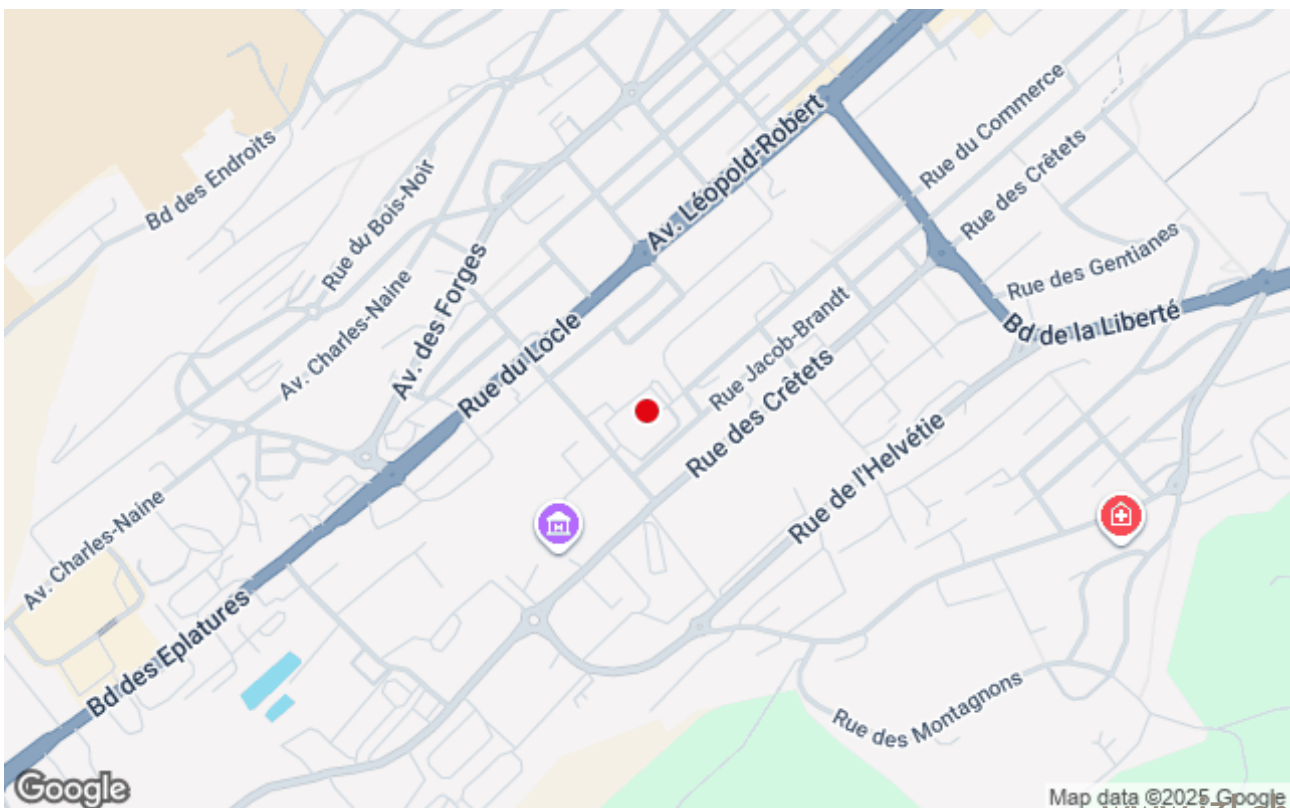 Rue du Commerce
Av. Léopold-Robert
Rue des Crêtets
Bd des Endroits
Rue du Bois-Noir
Rue des Gentianes
Av. des Forges
Av. Charles-Naine
Rue du Locle
Rue Jacob-Brandt
Bd de la Liberté
Rue des Crêtets
Rue de l'Helvétie
Av. Charles-Naine
Bd des Eplatures
Rue des Montagnons
Google
Map data ©2025 Google